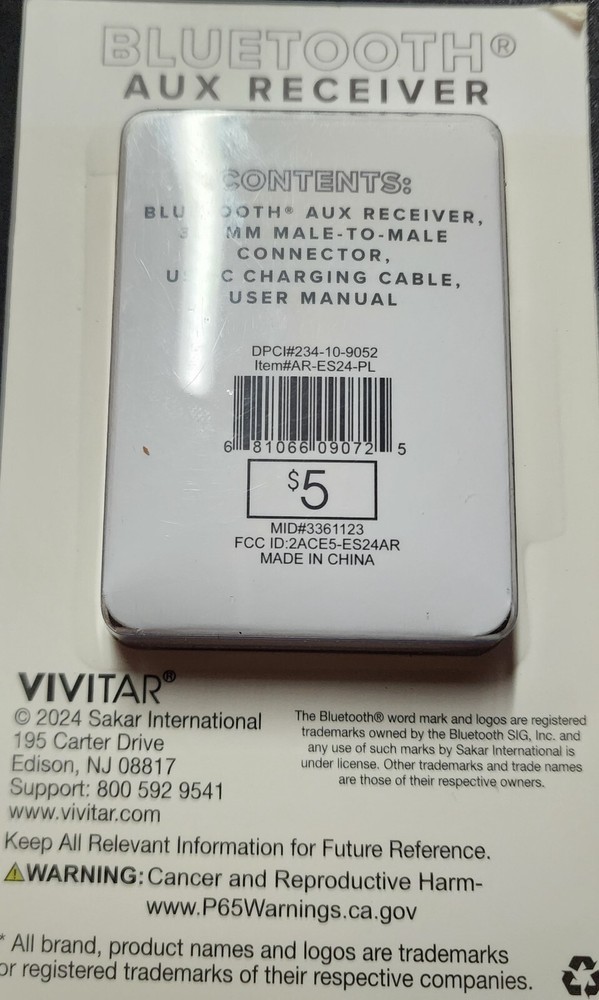 BLUETOOTH®
AUX RECEIVER
CONTENTS:
BLUETOOTH® AUX RECEIVER,
MM MALE-TO-MALE
CONNECTOR,
C CHARGING CABLE,
USER MANUAL
DPCI#234-10-9052
Item#AR-ES24-PL
6 81066 09072 5
$5
MID#3361123
FCC ID:2ACE5-ES24AR
MADE IN CHINA
VIVITAR®
© 2024 Sakar International
195 Carter Drive
Edison, NJ 08817
Support: 800 592 9541
www.vivitar.com
The Bluetooth® word mark and logos are registered
trademarks owned by the Bluetooth SIG, Inc. and
any use of such marks by Sakar International is
under license. Other trademarks and trade names
are those of their respective owners.
Keep All Relevant Information for Future Reference.
⚠WARNING: Cancer and Reproductive Harm-
www.P65Warnings.ca.gov
* All brand, product names and logos are trademarks
or registered trademarks of their respective companies.